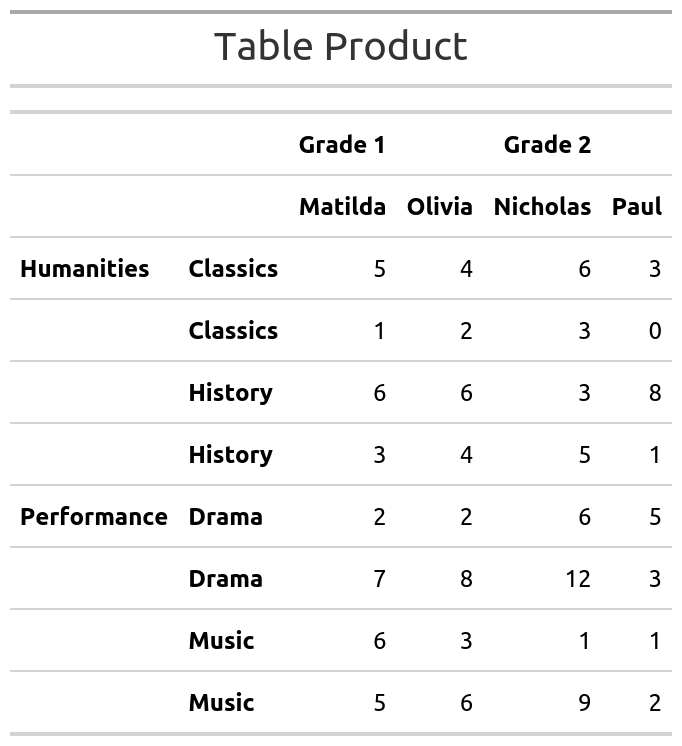 Table Product
Grade 1 Grade 2
Matilda Olivia Nicholas Paul
Humanities Classics 5 4 6 3
Classics 1 2 3 0
History 6 6 3 8
History 3 4 5 1
Performance Drama 2 2 6 5
Drama 7 8 12 3
Music 6 3 1 1
Music 5 6 9 2